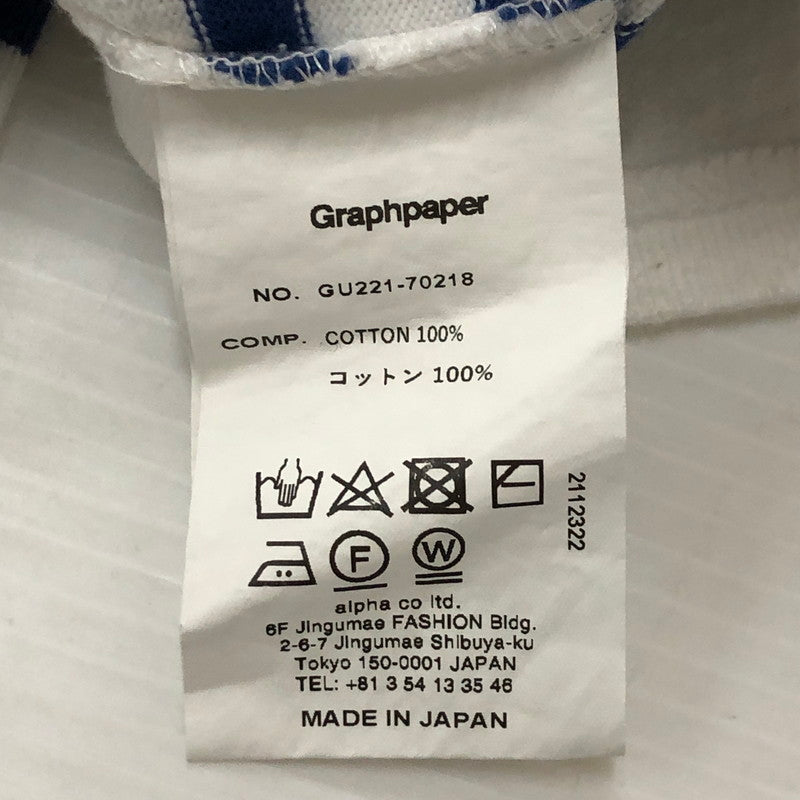 Graphpaper
NO. GU221-70218
COMP. COTTON 100%
コットン 100%
2112322
F
W
alpha co ltd.
6F Jingumae FASHION Bldg.
2-6-7 Jingumae Shibuya-ku
Tokyo 150-0001 JAPAN
TEL: +81 3 54 13 35 46
MADE IN JAPAN